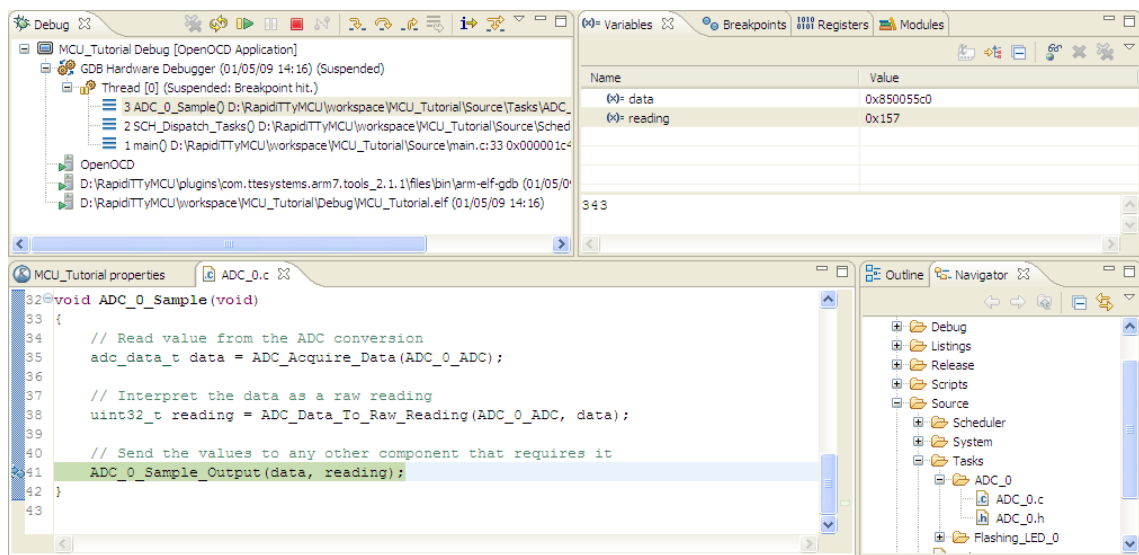 Debug
MCU_Tutorial Debug [OpenOCD Application]
GDB Hardware Debugger (01/05/09 14:16) (Suspended)
Thread [0] (Suspended: Breakpoint hit.)
3 ADC_0_Sample() D:\RapidiTTyMCU\workspace\MCU_Tutorial\Source\Tasks\ADC_
2 SCH_Dispatch_Tasks() D:\RapidiTTyMCU\workspace\MCU_Tutorial\Source\Sched
1 main() D:\RapidiTTyMCU\workspace\MCU_Tutorial\Source\main.c:33 0x000001c4
OpenOCD
D:\RapidiTTyMCU\plugins\com.ttesystems.arm7.tools_2.1.1\files\bin\arm-elf-gdb (01/05/0
D:\RapidiTTyMCU\workspace\MCU_Tutorial\Debug\MCU_Tutorial.elf (01/05/09 14:16)
(x)= Variables Breakpoints 1010 0101 Registers Modules
Name Value
(x)= data 0x850055c0
(x)= reading 0x157
343
MCU_Tutorial properties .c ADC_0.c
32 void ADC_0_Sample(void)
33 {
34 // Read value from the ADC conversion
35 adc_data_t data = ADC_Acquire_Data(ADC_0_ADC);
36
37 // Interpret the data as a raw reading
38 uint32_t reading = ADC_Data_To_Raw_Reading(ADC_0_ADC, data);
39
40 // Send the values to any other component that requires it
41 ADC_0_Sample_Output(data, reading);
42 }
43
Outline Navigator
Debug
Listings
Release
Scripts
Source
Scheduler
System
Tasks
ADC_0
.c ADC_0.c
.h ADC_0.h
Flashing_LED_0